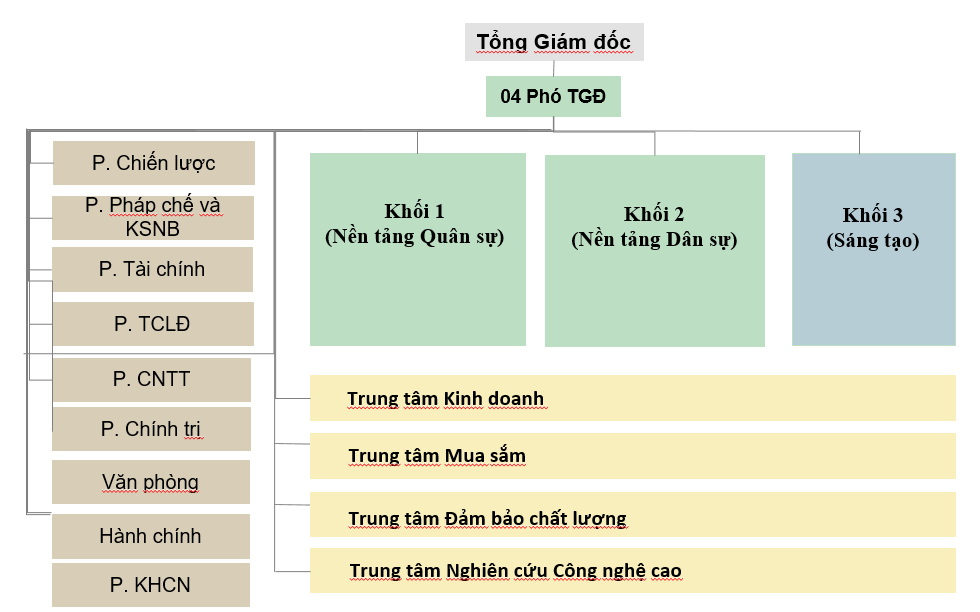 Tổng Giám đốc
04 Phó TGĐ
P. Chiến lược
P. Pháp chế và
KSNB
P. Tài chính
P. TCLĐ
P. CNTT
P. Chính trị
Văn phòng
Hành chính
P. KHCN
Khối 1
(Nền tảng Quân sự)
Khối 2
(Nền tảng Dân sự)
Khối 3
(Sáng tạo)
Trung tâm Kinh doanh
Trung tâm Mua sắm
Trung tâm Đảm bảo chất lượng
Trung tâm Nghiên cứu Công nghệ cao